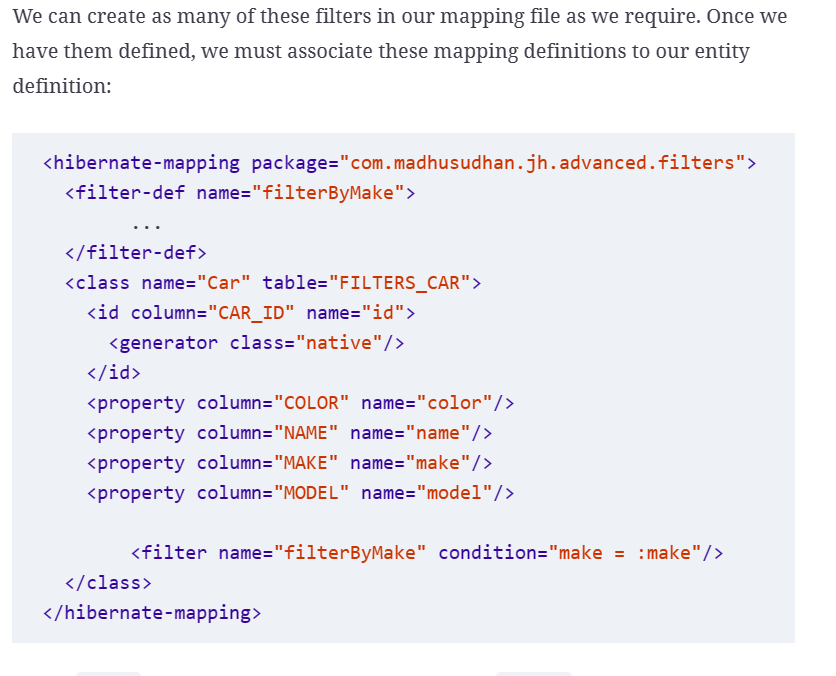 We can create as many of these filters in our mapping file as we require. Once we
have them defined, we must associate these mapping definitions to our entity
definition:
<hibernate-mapping package="com.madhusudhan.jh.advanced.filters">
<filter-def name="filterByMake">
...
</filter-def>
<class name="Car" table="FILTERS_CAR">
<id column="CAR_ID" name="id">
<generator class="native"/>
</id>
<property column="COLOR" name="color"/>
<property column="NAME" name="name"/>
<property column="MAKE" name="make"/>
<property column="MODEL" name="model"/>
<filter name="filterByMake" condition="make = :make"/>
</class>
</hibernate-mapping>